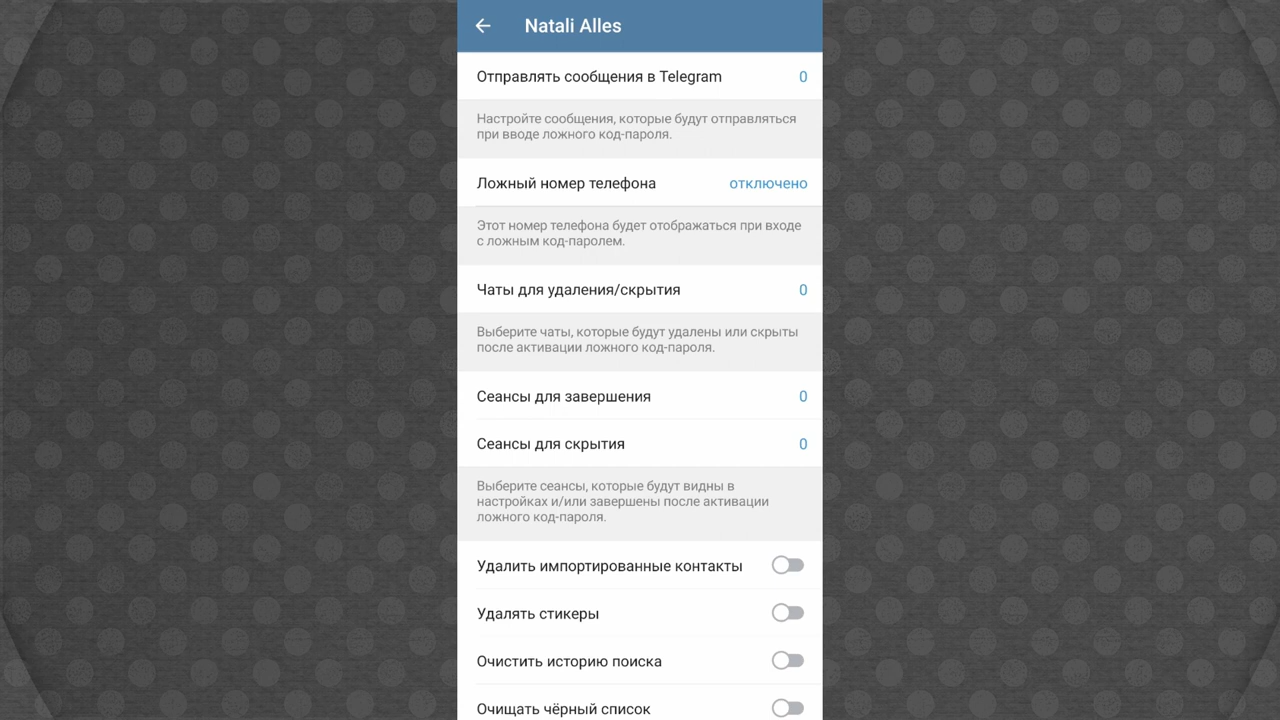 Natali Alles
Отправлять сообщения в Telegram 0
Настройте сообщения, которые будут отправляться
при вводе ложного код-пароля.
Ложный номер телефона отключено
Этот номер телефона будет отображаться при входе
с ложным код-паролем.
Чаты для удаления/скрытия 0
Выберите чаты, которые будут удалены или скрыты
после активации ложного код-пароля.
Сеансы для завершения 0
Сеансы для скрытия 0
Выберите сеансы, которые будут видны в
настройках и/или завершены после активации
ложного код-пароля.
Удалить импортированные контакты
Удалять стикеры
Очистить историю поиска
Очищать чёрный список